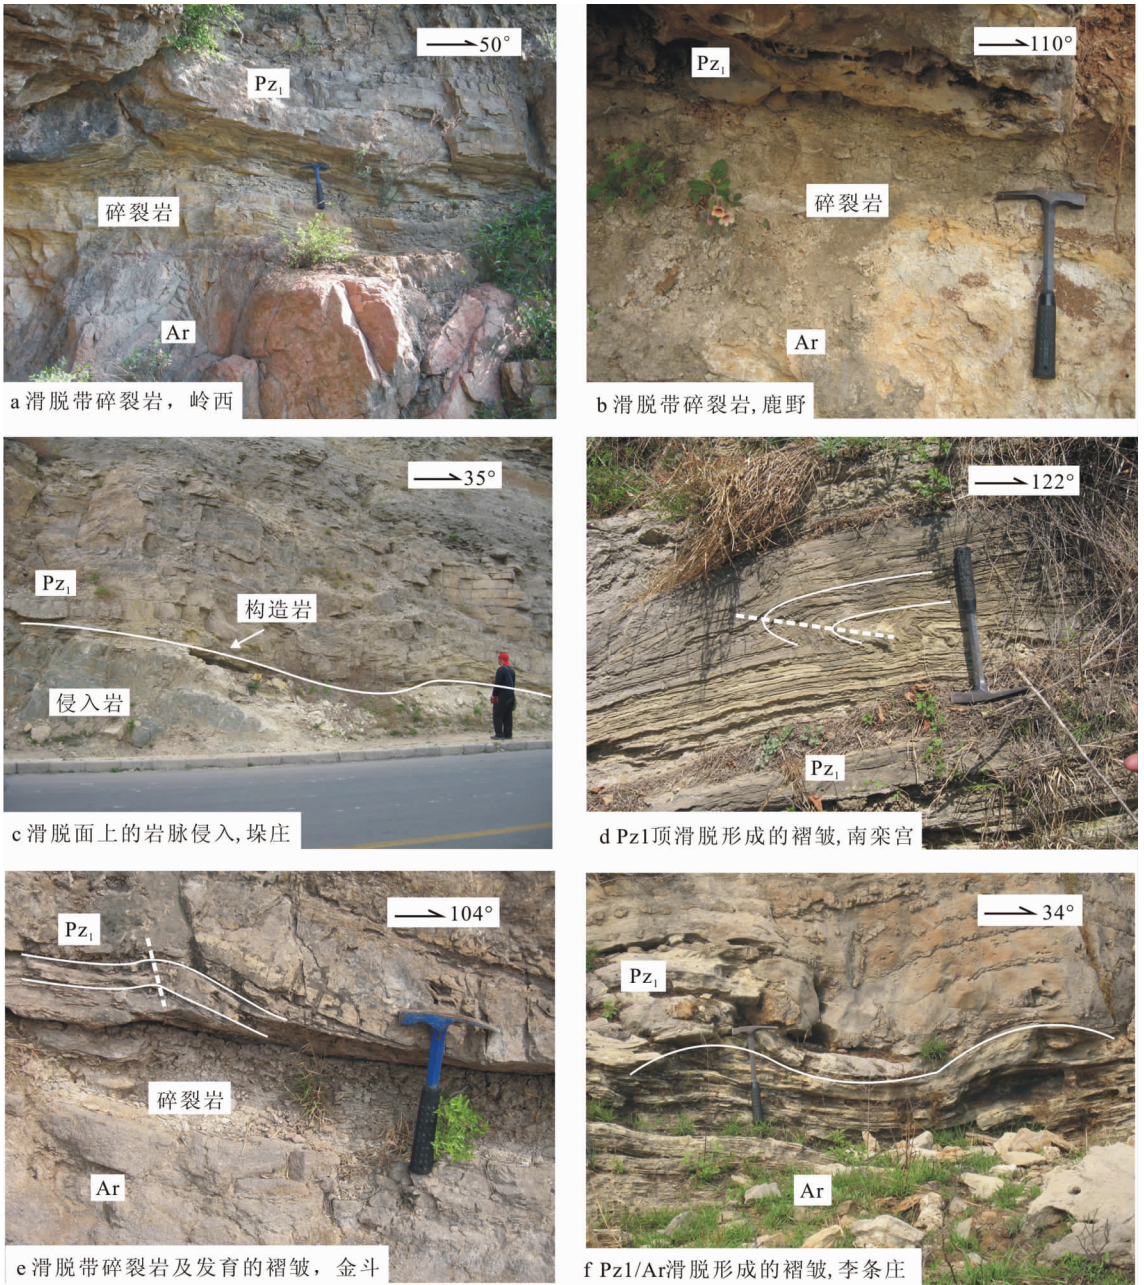 50°
Pz₁
碎裂岩
Ar
a 滑脱带碎裂岩，岭西
110°
Pz₁
碎裂岩
Ar
b 滑脱带碎裂岩,鹿野
35°
Pz₁
构造岩
侵入岩
c 滑脱面上的岩脉侵入,垛庄
122°
Pz₁
d Pz1顶滑脱形成的褶皱,南栾宫
104°
Pz₁
碎裂岩
Ar
e 滑脱带碎裂岩及发育的褶皱，金斗
34°
Pz₁
Ar
f Pz1/Ar滑脱形成的褶皱,李条庄